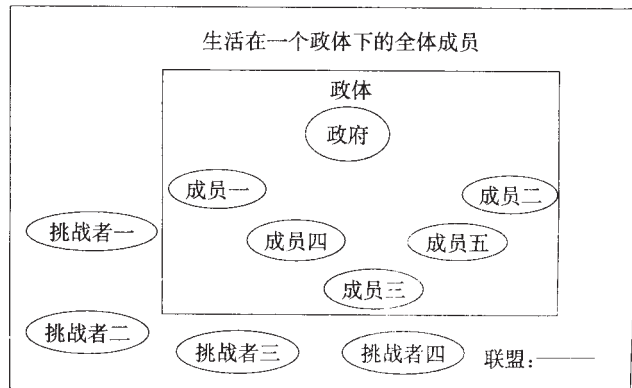 生活在一个政体下的全体成员
政体
政府
成员一
成员二
挑战者一
成员四
成员五
成员三
挑战者二
挑战者三
挑战者四
联盟：——